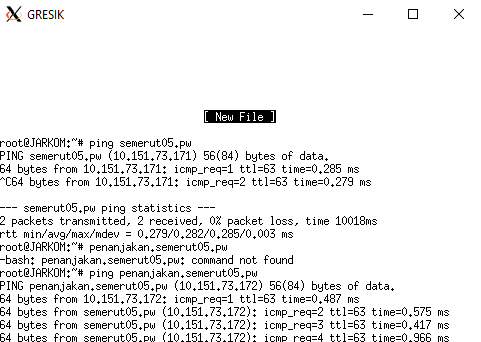 GRESIK
[ New File ]
root@JARKOM:~# ping semerut05.pw
PING semerut05.pw (10.151.73.171) 56(84) bytes of data.
64 bytes from 10.151.73.171: icmp_req=1 ttl=63 time=0.285 ms
^C64 bytes from 10.151.73.171: icmp_req=2 ttl=63 time=0.279 ms
--- semerut05.pw ping statistics ---
2 packets transmitted, 2 received, 0% packet loss, time 10018ms
rtt min/avg/max/mdev = 0.279/0.282/0.285/0.003 ms
root@JARKOM:~# penanjakan.semerut05.pw
-bash: penanjakan.semerut05.pw: command not found
root@JARKOM:~# ping penanjakan.semerut05.pw
PING penanjakan.semerut05.pw (10.151.73.172) 56(84) bytes of data.
64 bytes from 10.151.73.172: icmp_req=1 ttl=63 time=0.487 ms
64 bytes from semerut05.pw (10.151.73.172): icmp_req=2 ttl=63 time=0.575 ms
64 bytes from semerut05.pw (10.151.73.172): icmp_req=3 ttl=63 time=0.417 ms
64 bytes from semerut05.pw (10.151.73.172): icmp_req=4 ttl=63 time=0.966 ms